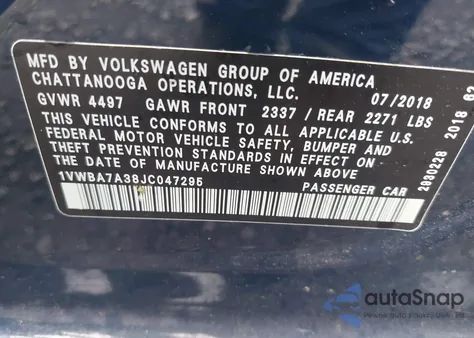 MFD BY VOLKSWAGEN GROUP OF AMERICA
CHATTANOOGA OPERATIONS, LLC. 07/2018
GVWR 4497 GAWR FRONT 2337 / REAR 2271 LBS
THIS VEHICLE CONFORMS TO ALL APPLICABLE U.S.
FEDERAL MOTOR VEHICLE SAFETY, BUMPER AND
THEFT PREVENTION STANDARDS IN EFFECT ON
THE DATE OF MANUFACTURE SHOWN ABOVE
1VWBA7A38JC047295 PASSENGER CAR
2930228 2018 82
autoSnap